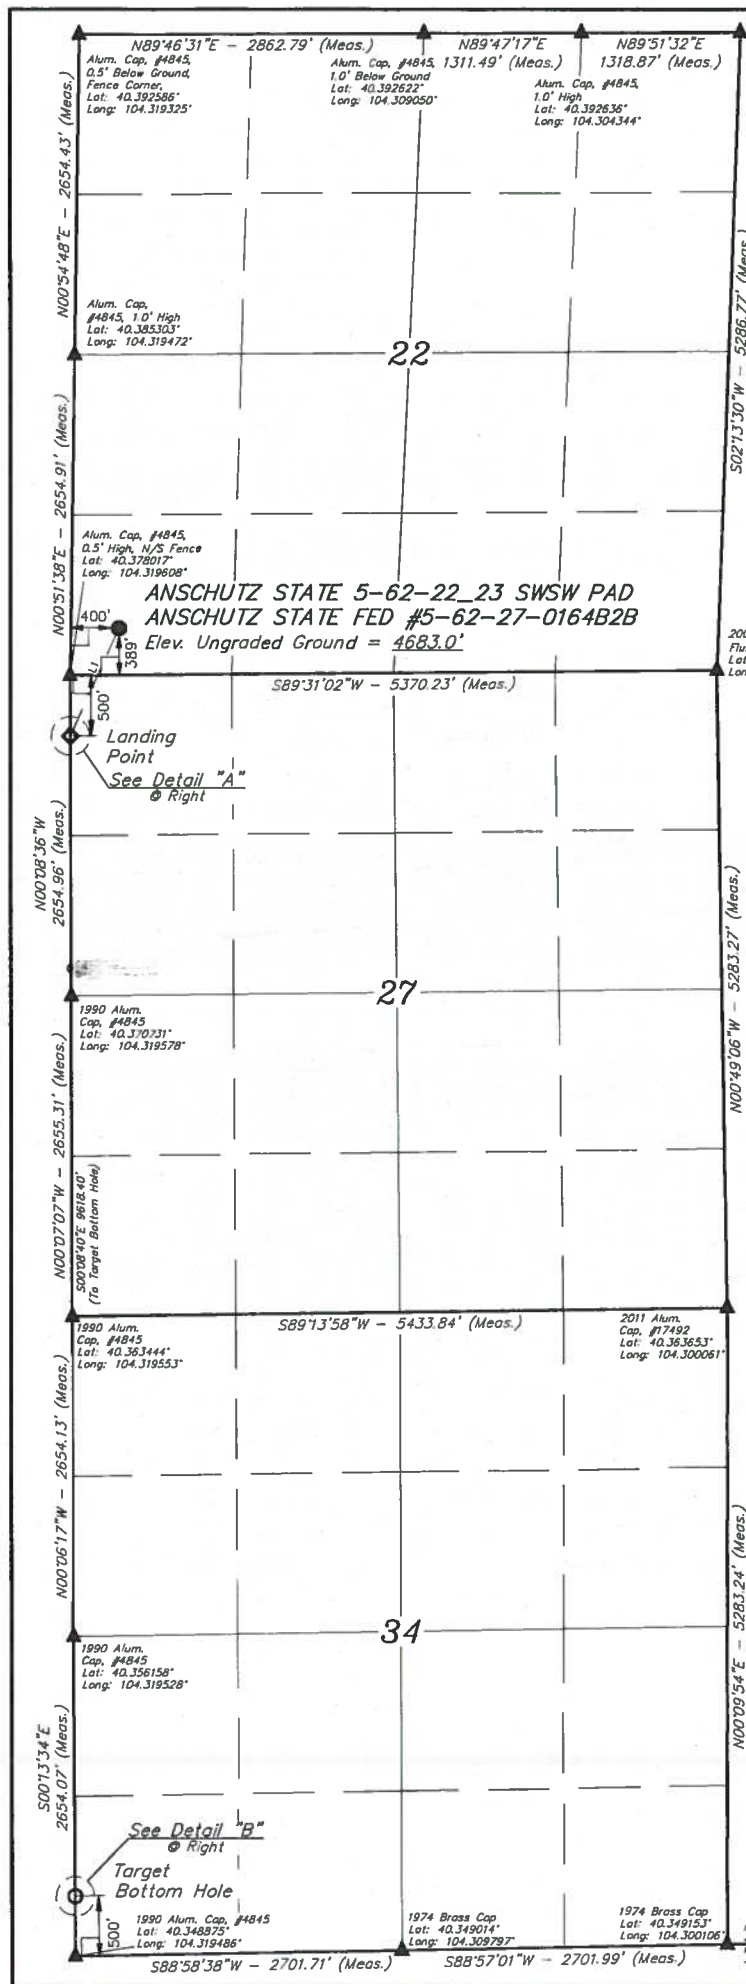 N89°46'31"E - 2862.79' (Meas.)
N89°47'17"E
1311.49' (Meas.)
N89°51'32"E
1318.87' (Meas.)
Alum. Cap, #4845,
0.5' Below Ground,
Fence Corner,
Lat: 40.392586°
Long: 104.319325°
Alum. Cap, #4845,
1.0' Below Ground
Lat: 40.392622°
Long: 104.309050°
Alum. Cap, #4845,
1.0' High
Lat: 40.392636°
Long: 104.304344°
N00°54'48"E - 2654.43' (Meas.)
S02°13'30"W - 5286.77' (Meas.)
Alum. Cap,
#4845, 1.0' High
Lat: 40.385303°
Long: 104.319472°
22
N00°51'38"E - 2654.91' (Meas.)
Alum. Cap, #4845,
0.5' High, N/S Fence
Lat: 40.378017°
Long: 104.319608°
ANSCHUTZ STATE 5-62-22_23 SWSW PAD
ANSCHUTZ STATE FED #5-62-27-0164B2B
Elev. Ungraded Ground = 4683.0'
400'
389'
L1
500'
S89°31'02"W - 5370.23' (Meas.)
Landing
Point
See Detail "A"
@ Right
N00°08'36"W
2654.96' (Meas.)
N00°49'06"W - 5283.27' (Meas.)
27
1990 Alum.
Cap, #4845
Lat: 40.370731°
Long: 104.319578°
N00°07'07"W - 2655.31' (Meas.)
S00°08'40"E 9618.40'
(To Target Bottom Hole)
S89°13'58"W - 5433.84' (Meas.)
1990 Alum.
Cap, #4845
Lat: 40.363444°
Long: 104.319553°
2011 Alum.
Cap, #17492
Lat: 40.363653°
Long: 104.300061°
N00°06'17"W - 2654.13' (Meas.)
N00°09'54"E - 5283.24' (Meas.)
34
1990 Alum.
Cap, #4845
Lat: 40.356158°
Long: 104.319528°
S00°13'34"E
2654.07' (Meas.)
See Detail "B"
@ Right
Target
Bottom Hole
500'
1990 Alum. Cap, #4845
Lat: 40.348875°
Long: 104.319486°
1974 Brass Cap
Lat: 40.349014°
Long: 104.309797°
1974 Brass Cap
Lat: 40.349153°
Long: 104.300106°
S88°58'38"W - 2701.71' (Meas.)
S88°57'01"W - 2701.99' (Meas.)